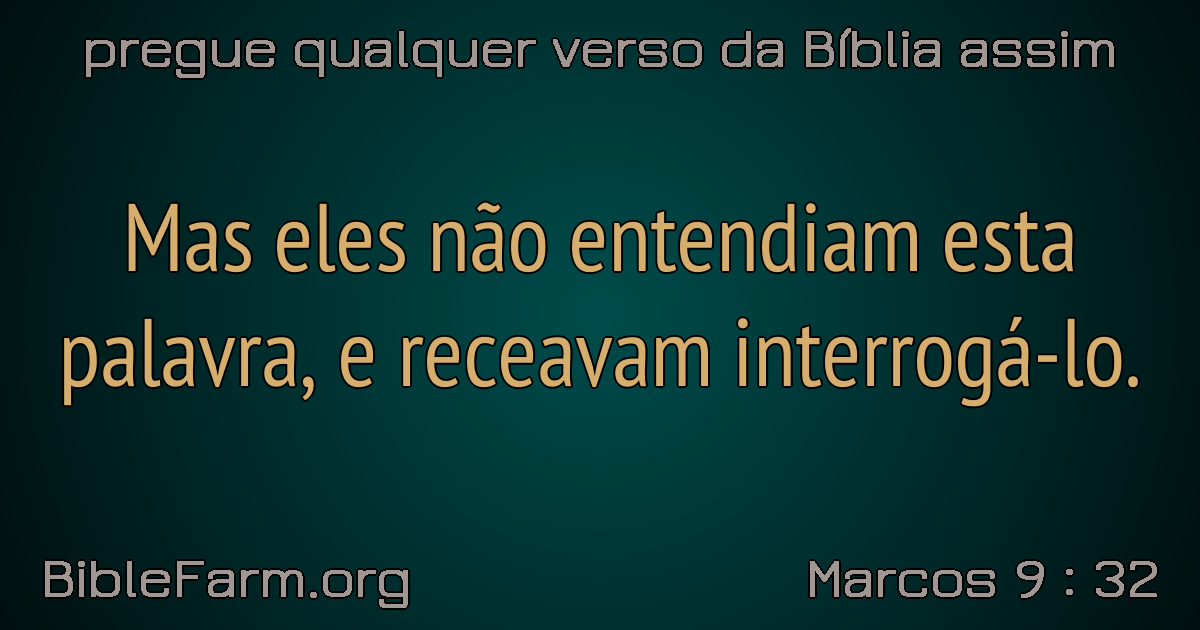 pregue qualquer verso da Bíblia assim
Mas eles não entendiam esta
palavra, e receavam interrogá-lo.
BibleFarm.org
Marcos 9 : 32